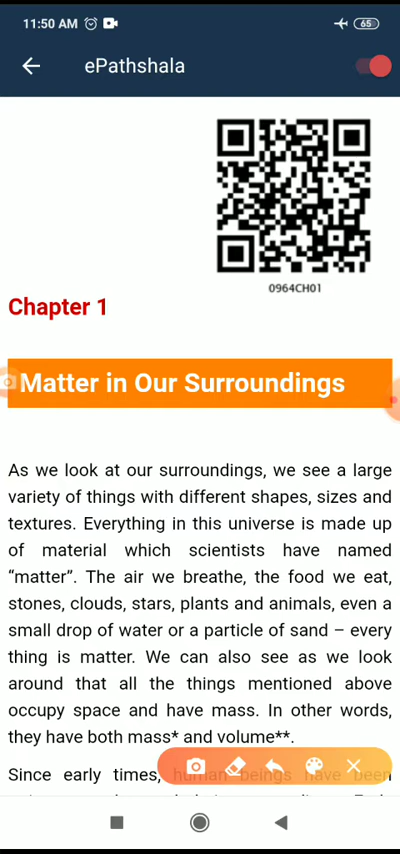 11:50 AM
65
ePathshala
0964CH01
Chapter 1
Matter in Our Surroundings
As we look at our surroundings, we see a large
variety of things with different shapes, sizes and
textures. Everything in this universe is made up
of material which scientists have named
“matter”. The air we breathe, the food we eat,
stones, clouds, stars, plants and animals, even a
small drop of water or a particle of sand – every
thing is matter. We can also see as we look
around that all the things mentioned above
occupy space and have mass. In other words,
they have both mass* and volume**.
Since early times, human beings have been